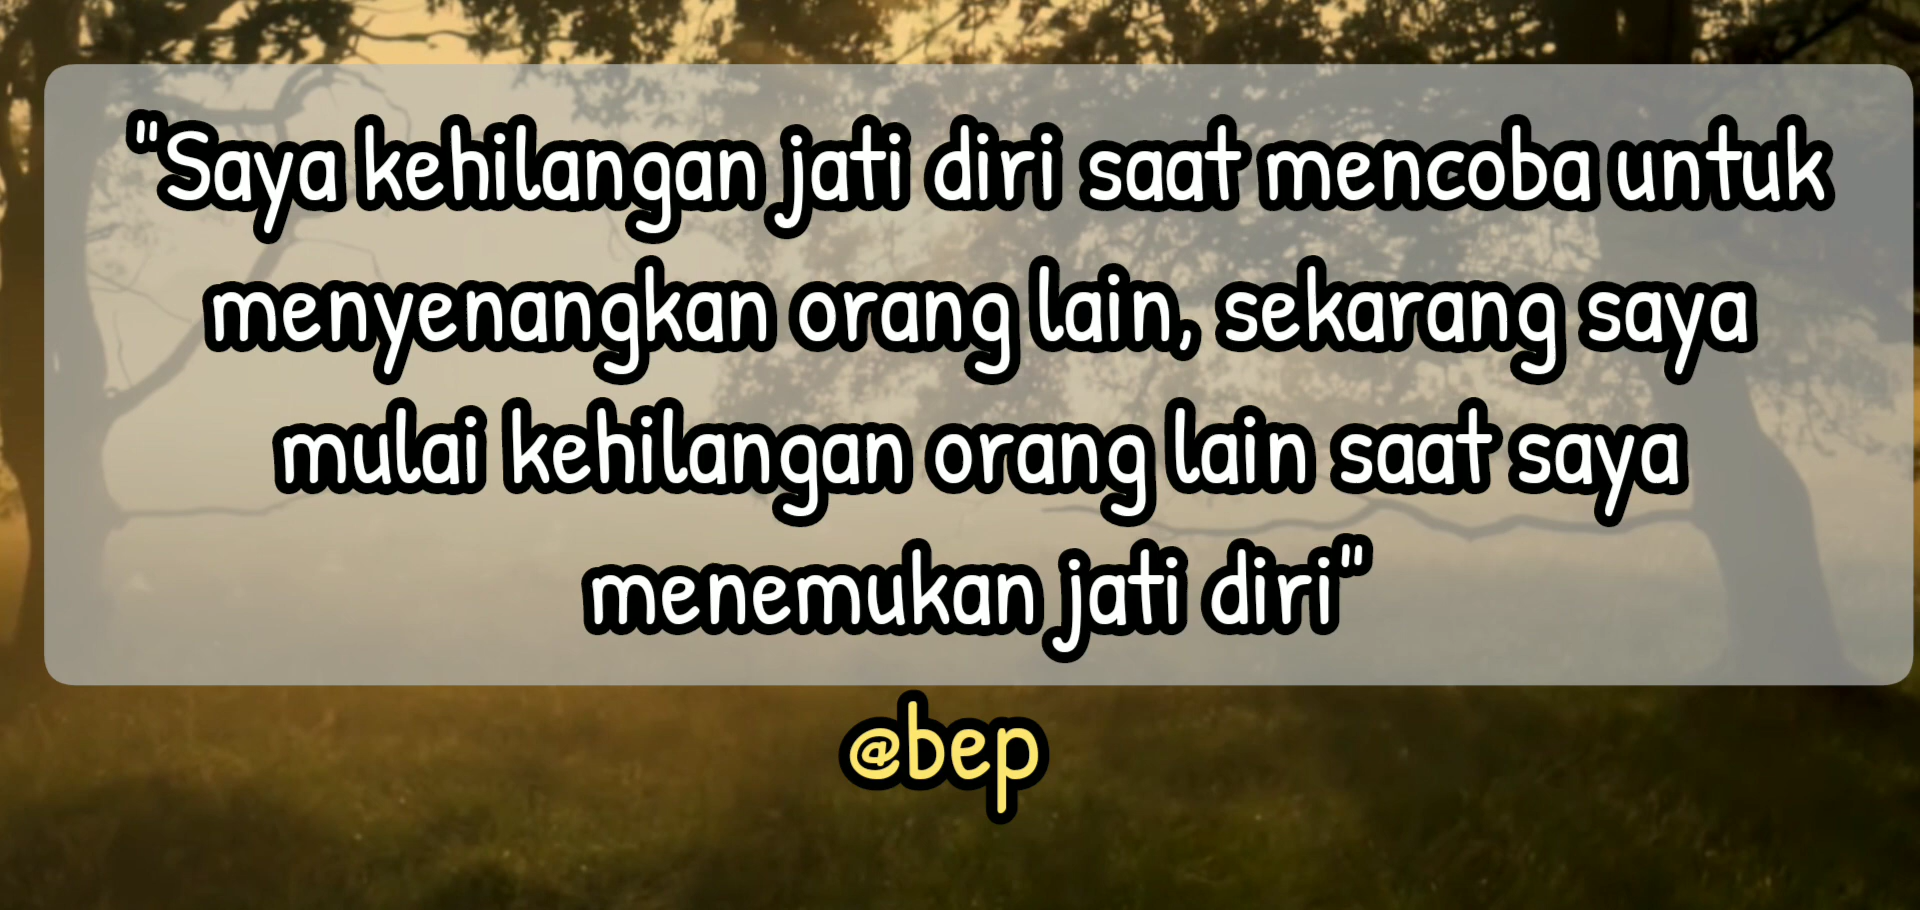 "Saya kehilangan jati diri saat mencoba untuk
menyenangkan orang lain, sekarang saya
mulai kehilangan orang lain saat saya
menemukan jati diri"
@bep